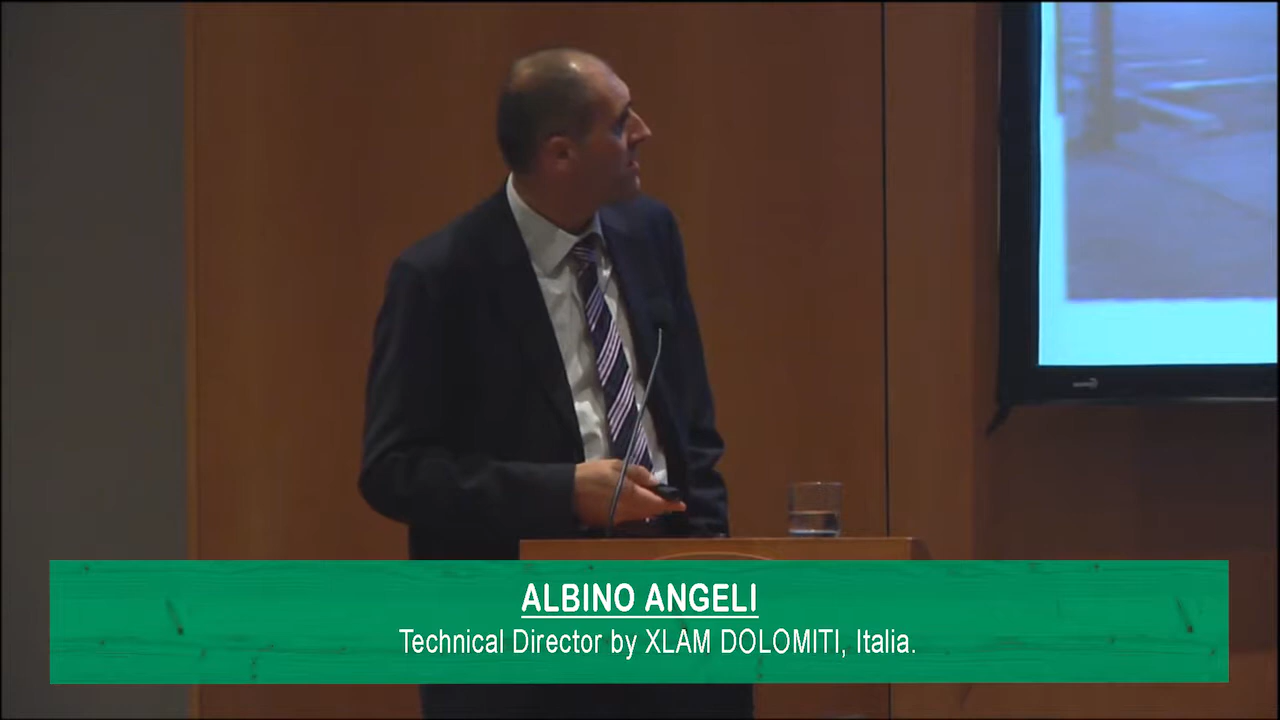 ALBINO ANGELI
Technical Director by XLAM DOLOMITI, Italia.